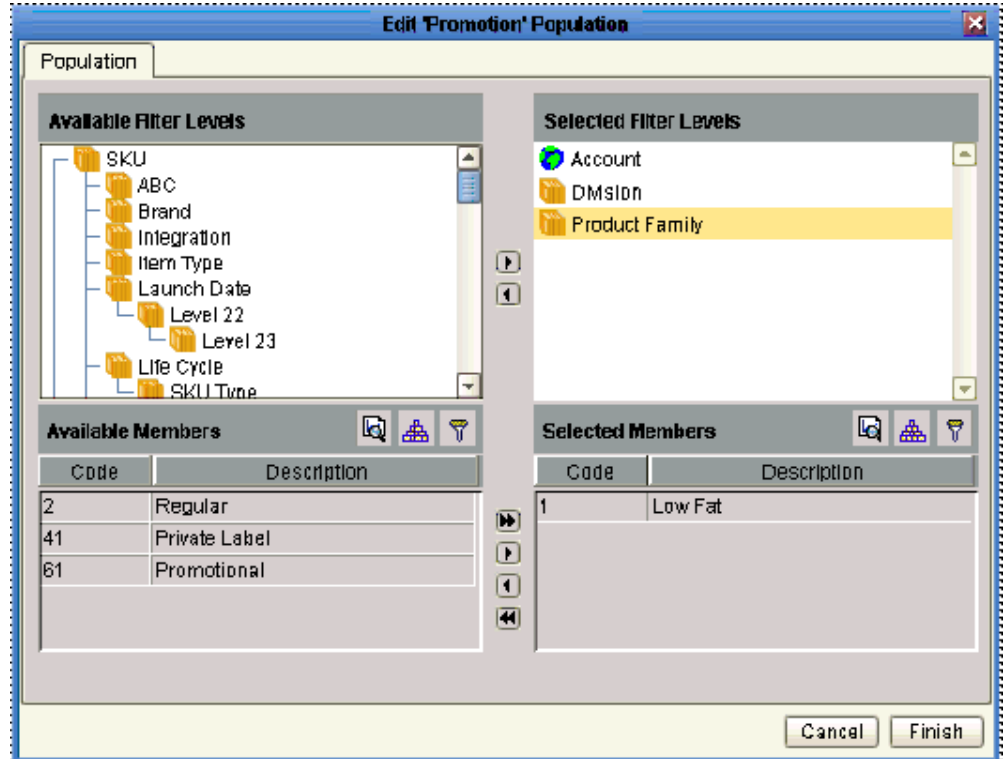 Edit 'Promotion' Population
Population
Available Filter Levels
SKU
ABC
Brand
Integration
Item Type
Launch Date
Level 22
Level 23
Life Cycle
SKU Type
Selected Filter Levels
Account
Division
Product Family
Available Members
Code Description
2 Regular
41 Private Label
61 Promotional
Selected Members
Code Description
1 Low Fat
Cancel Finish